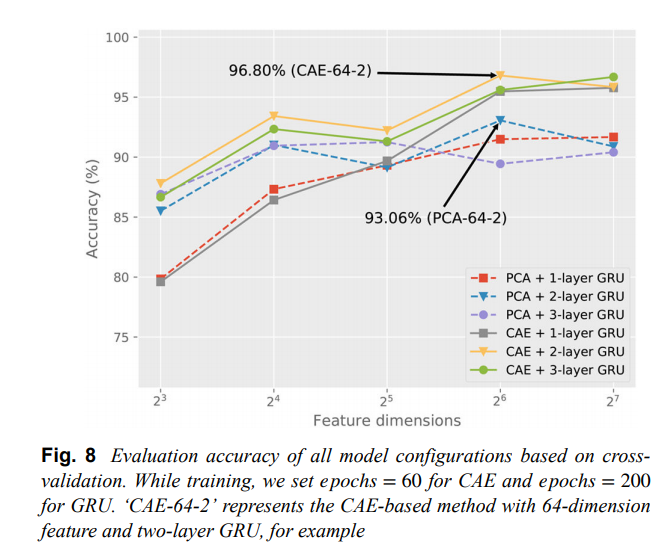 100
95
90
85
80
75
Accuracy (%)
96.80% (CAE-64-2)
93.06% (PCA-64-2)
PCA + 1-layer GRU
PCA + 2-layer GRU
PCA + 3-layer GRU
CAE + 1-layer GRU
CAE + 2-layer GRU
CAE + 3-layer GRU
2³ 2⁴ 2⁵ 2⁶ 2⁷
Feature dimensions
Fig. 8 Evaluation accuracy of all model configurations based on cross-
validation. While training, we set epochs = 60 for CAE and epochs = 200
for GRU. ‘CAE-64-2’ represents the CAE-based method with 64-dimension
feature and two-layer GRU, for example